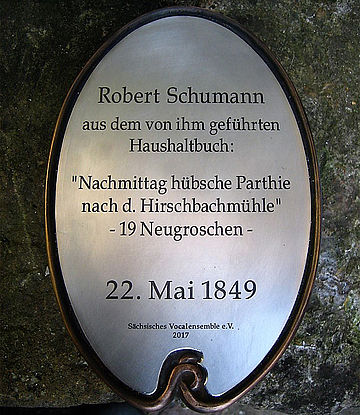 Robert Schumann
aus dem von ihm geführten
Haushaltbuch:
"Nachmittag hübsche Parthie
nach d. Hirschbachmühle"
- 19 Neugroschen -
22. Mai 1849
Sächsisches Vocalensemble e.V.
2017